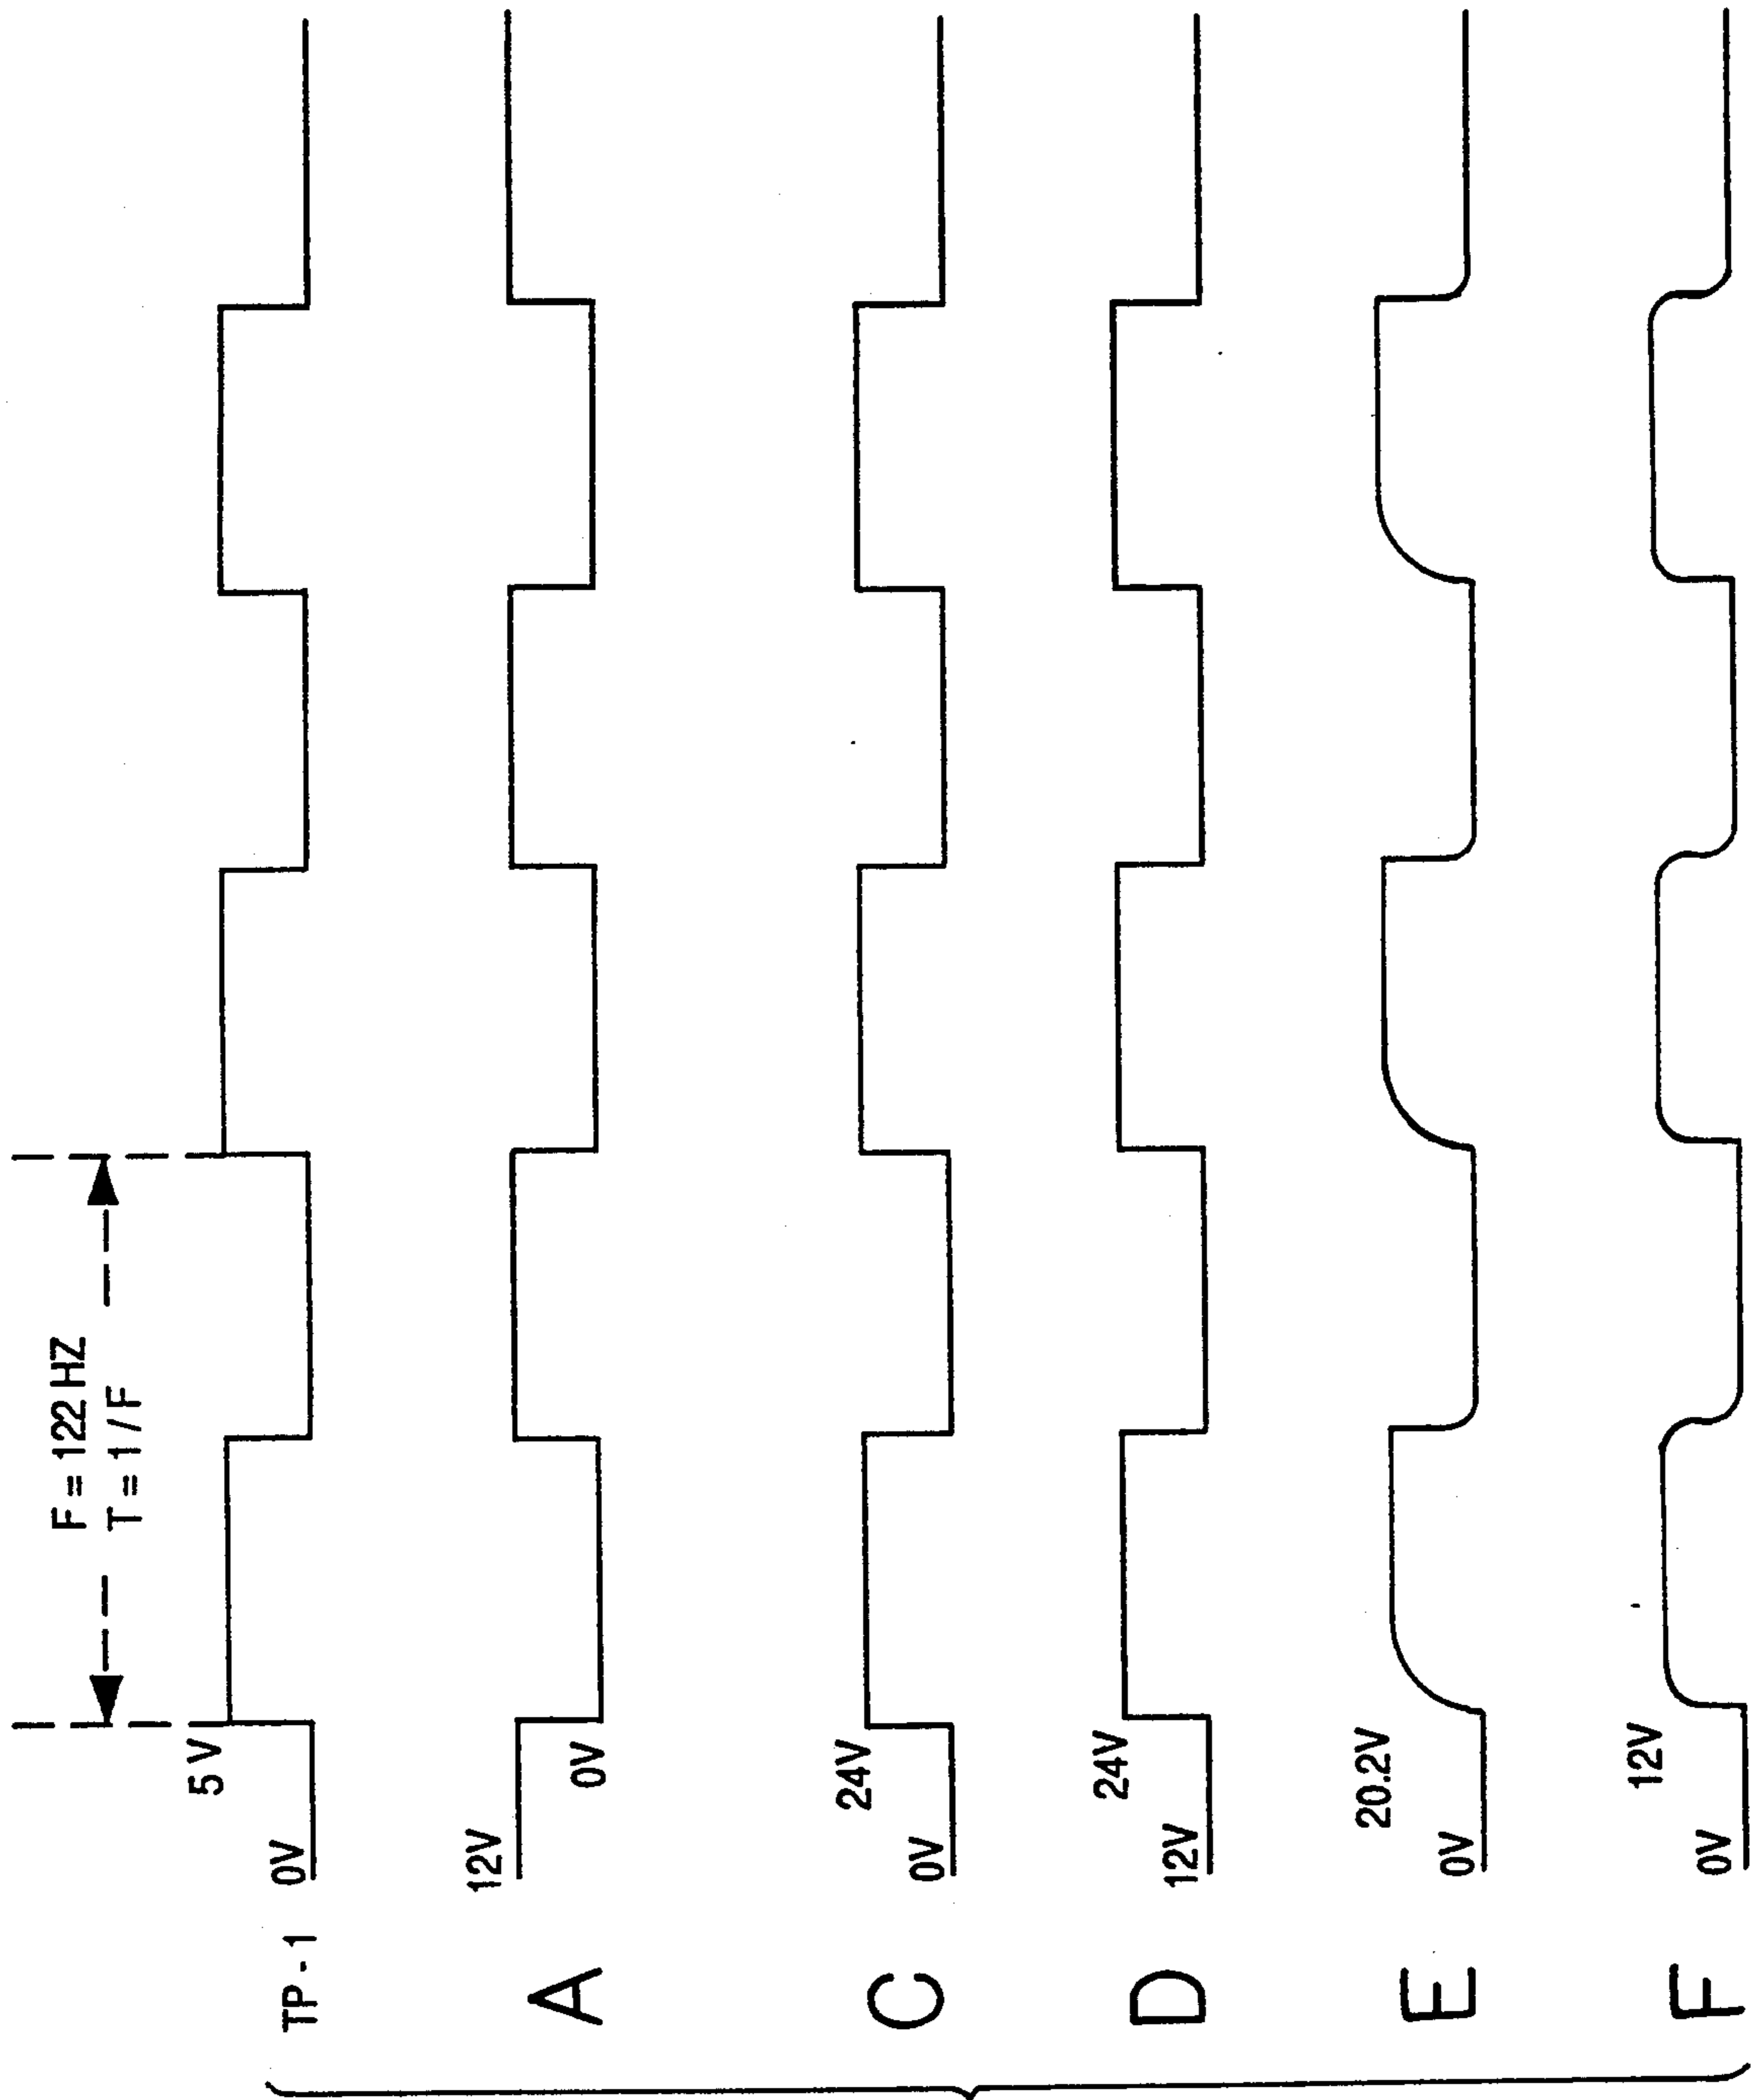 F = 122 HZ
T = 1 / F
TP - 1 0V 5 V
A 12V 0V
C 0V 24V
D 12V 24V
E 0V 20.2V
F 0V 12V